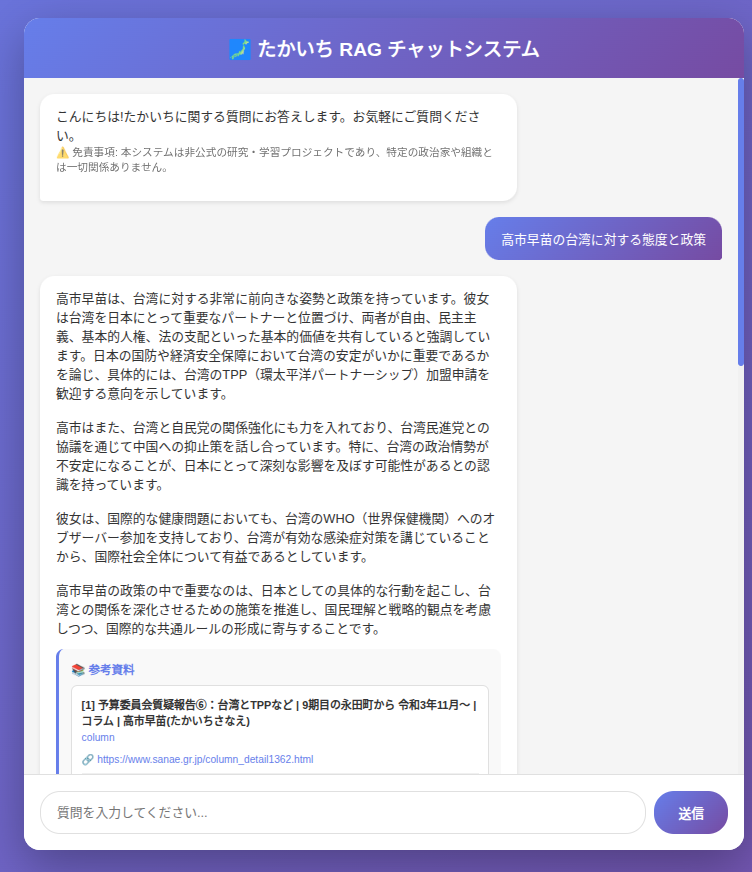 たかいち RAG チャットシステム
こんにちは!たかいちに関する質問にお答えします。お気軽にご質問くださ
い。
⚠️ 免責事項: 本システムは非公式の研究・学習プロジェクトであり、特定の政治家や組織と
は一切関係ありません。
高市早苗の台湾に対する態度と政策
高市早苗は、台湾に対する非常に前向きな姿勢と政策を持っています。彼女
は台湾を日本にとって重要なパートナーと位置づけ、両者が自由、民主主
義、基本的人権、法の支配といった基本的価値を共有していると強調してい
ます。日本の国防や経済安全保障において台湾の安定がいかに重要であるか
を論じ、具体的には、台湾のTPP（環太平洋パートナーシップ）加盟申請を
歓迎する意向を示しています。
高市はまた、台湾と自民党の関係強化にも力を入れており、台湾民進党との
協議を通じて中国への抑止策を話し合っています。特に、台湾の政治情勢が
不安定になることが、日本にとって深刻な影響を及ぼす可能性があるとの認
識を持っています。
彼女は、国際的な健康問題においても、台湾のWHO（世界保健機関）へのオ
ブザーバー参加を支持しており、台湾が有効な感染症対策を講じていること
から、国際社会全体について有益であるとしています。
高市早苗の政策の中で重要なのは、日本としての具体的な行動を起こし、台
湾との関係を深化させるための施策を推進し、国民理解と戦略的観点を考慮
しつつ、国際的な共通ルールの形成に寄与することです。
📚 参考資料
[1] 予算委員会質疑報告⑥：台湾とTPPなど | 9期目の永田町から 令和3年11月〜 |
コラム | 高市早苗(たかいちさなえ)
column
🔗 https://www.sanae.gr.jp/column_detail1362.html
質問を入力してください...
送信